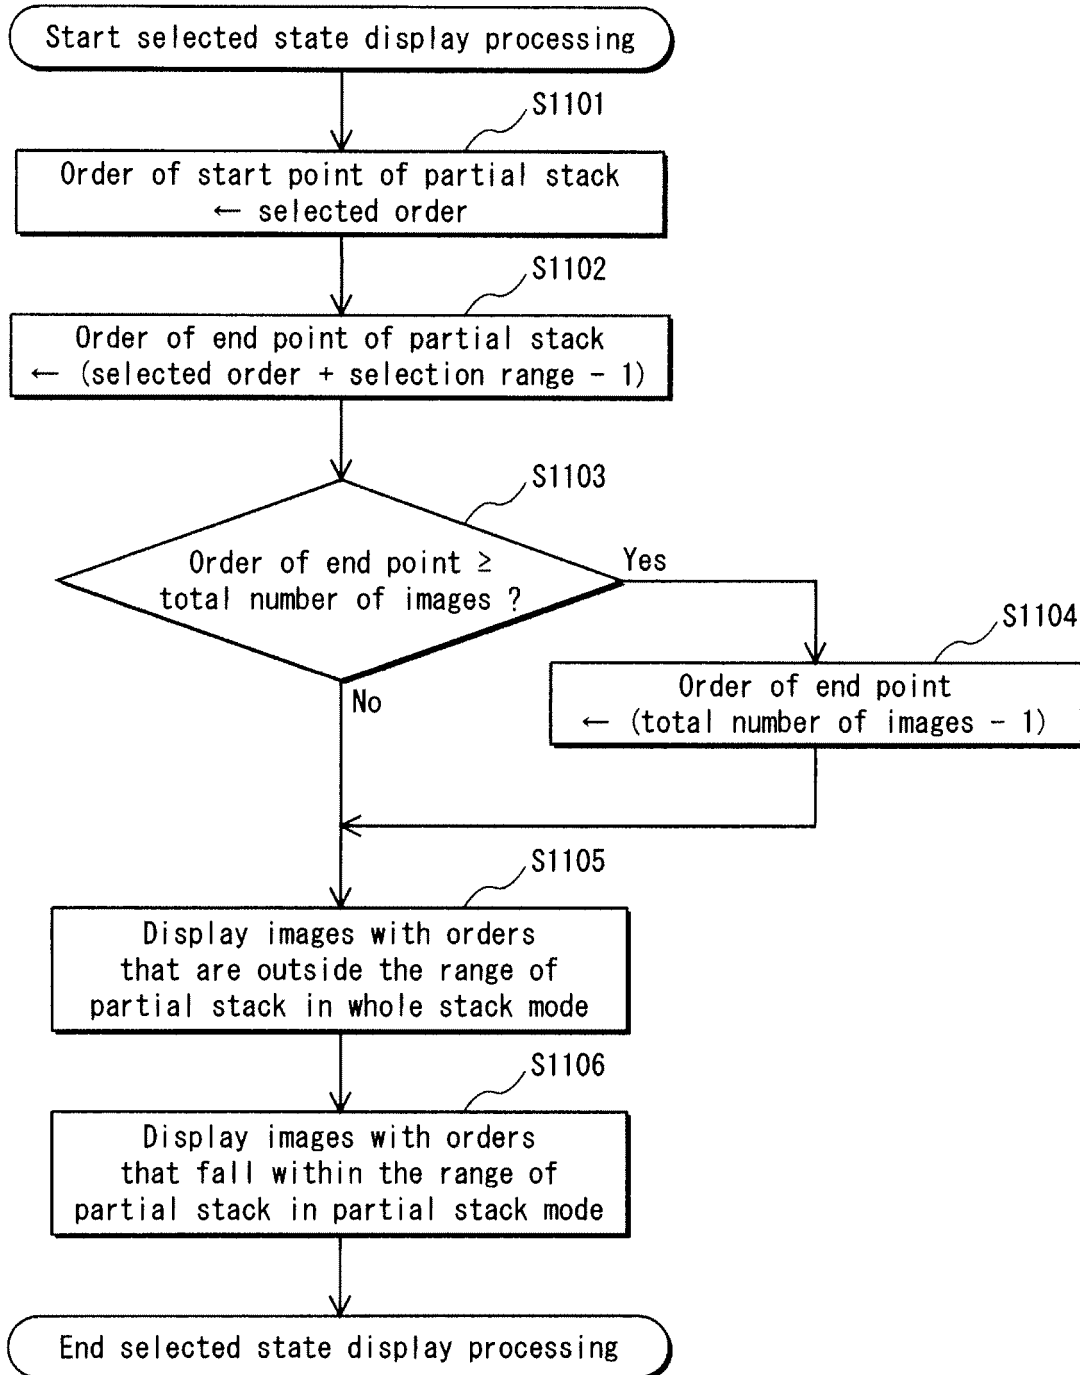 Start selected state display processing
S1101
Order of start point of partial stack
← selected order
S1102
Order of end point of partial stack
← (selected order + selection range - 1)
S1103
Order of end point ≥
total number of images ?
Yes
No
S1104
Order of end point
← (total number of images - 1)
S1105
Display images with orders
that are outside the range of
partial stack in whole stack mode
S1106
Display images with orders
that fall within the range of
partial stack in partial stack mode
End selected state display processing